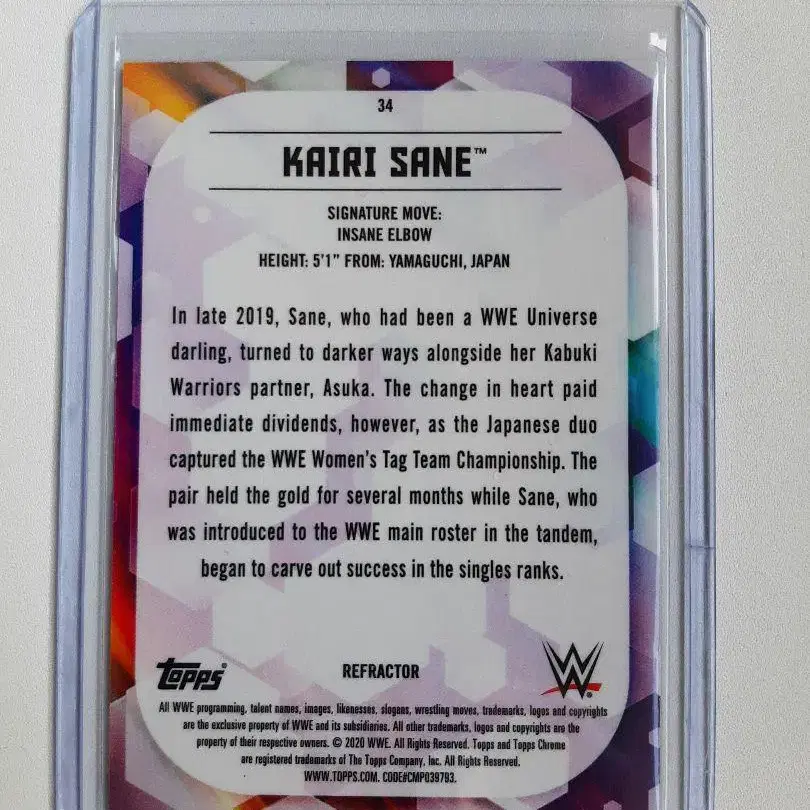 34
KAIRI SANE™
SIGNATURE MOVE:
INSANE ELBOW
HEIGHT: 5'1" FROM: YAMAGUCHI, JAPAN
In late 2019, Sane, who had been a WWE Universe
darling, turned to darker ways alongside her Kabuki
Warriors partner, Asuka. The change in heart paid
immediate dividends, however, as the Japanese duo
captured the WWE Women's Tag Team Championship. The
pair held the gold for several months while Sane, who
was introduced to the WWE main roster in the tandem,
began to carve out success in the singles ranks.
topps®
REFRACTOR
W®
All WWE programming, talent names, images, likenesses, slogans, wrestling moves, trademarks, logos and copyrights
are the exclusive property of WWE and its subsidiaries. All other trademarks, logos and copyrights are the
property of their respective owners. © 2020 WWE. All Rights Reserved. Topps and Topps Chrome
are registered trademarks of The Topps Company, Inc. All Rights Reserved.
WWW.TOPPS.COM. CODE#CMP039793.